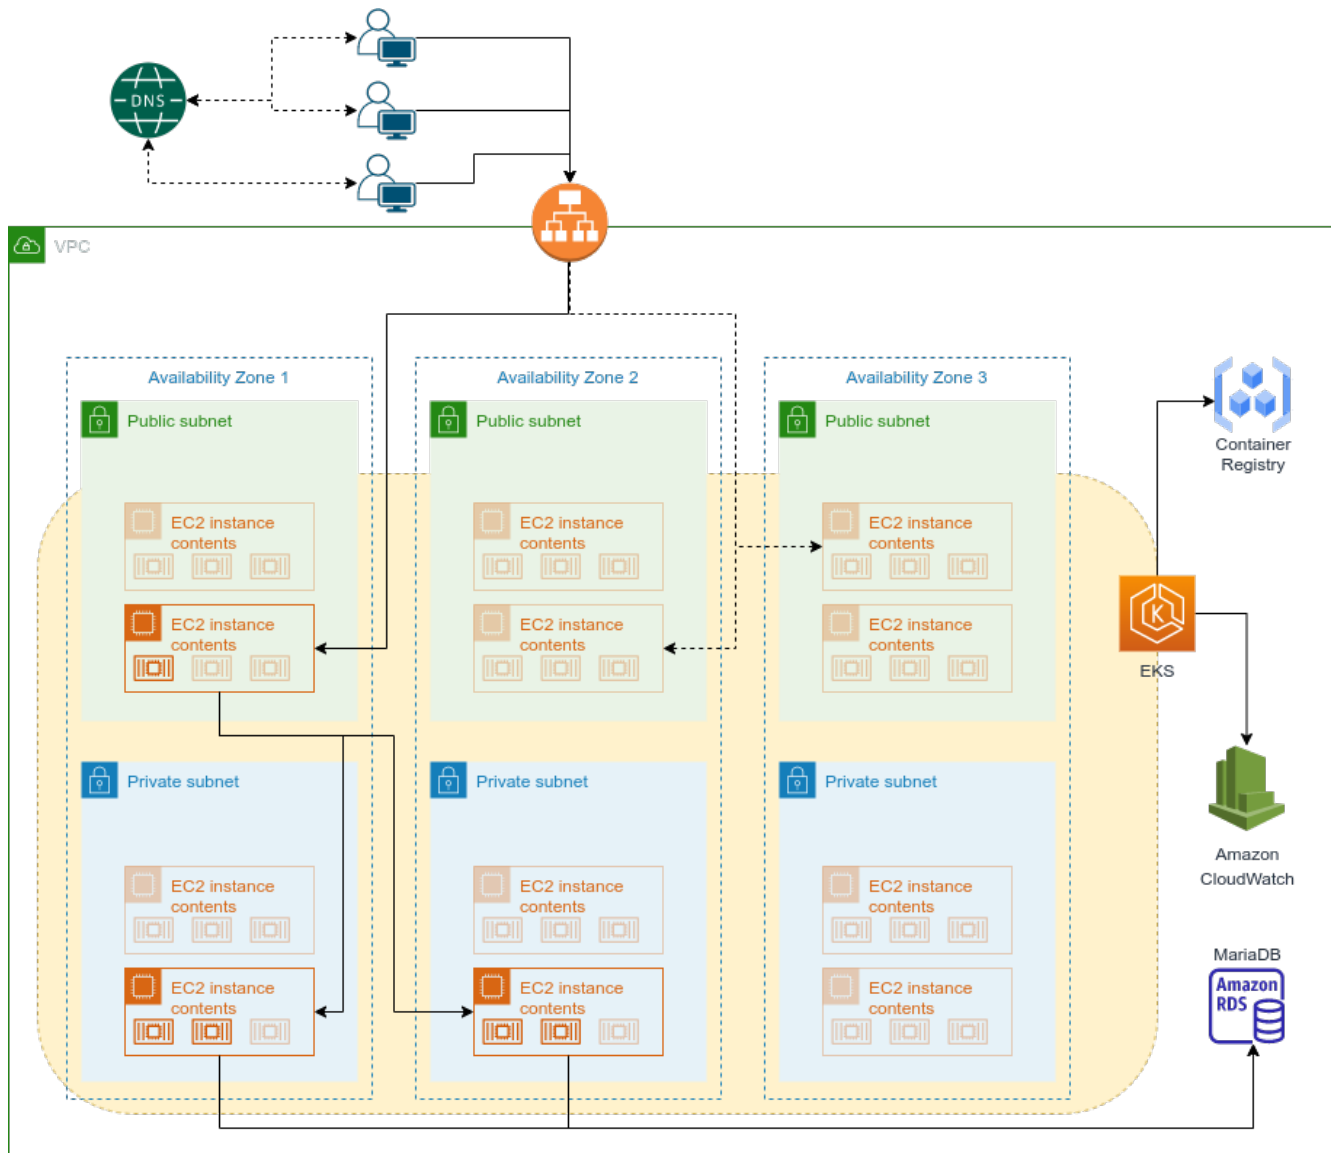 DNS
VPC
Availability Zone 1
Availability Zone 2
Availability Zone 3
Public subnet
Public subnet
Public subnet
Container
Registry
EC2 instance
contents
EC2 instance
contents
EC2 instance
contents
EC2 instance
contents
EC2 instance
contents
EC2 instance
contents
K
EKS
Private subnet
Private subnet
Private subnet
Amazon
CloudWatch
EC2 instance
contents
EC2 instance
contents
EC2 instance
contents
MariaDB
EC2 instance
contents
EC2 instance
contents
EC2 instance
contents
Amazon
RDS